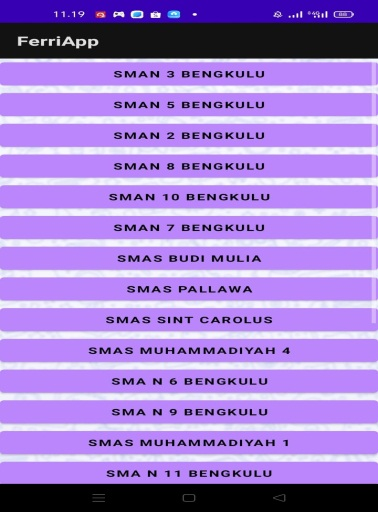 11.19
FerriApp
SMAN 3 BENGKULU
SMAN 5 BENGKULU
SMAN 2 BENGKULU
SMAN 8 BENGKULU
SMAN 10 BENGKULU
SMAN 7 BENGKULU
SMAS BUDI MULIA
SMAS PALLAWA
SMAS SINT CAROLUS
SMAS MUHAMMADIYAH 4
SMA N 6 BENGKULU
SMA N 9 BENGKULU
SMAS MUHAMMADIYAH 1
SMA N 11 BENGKULU